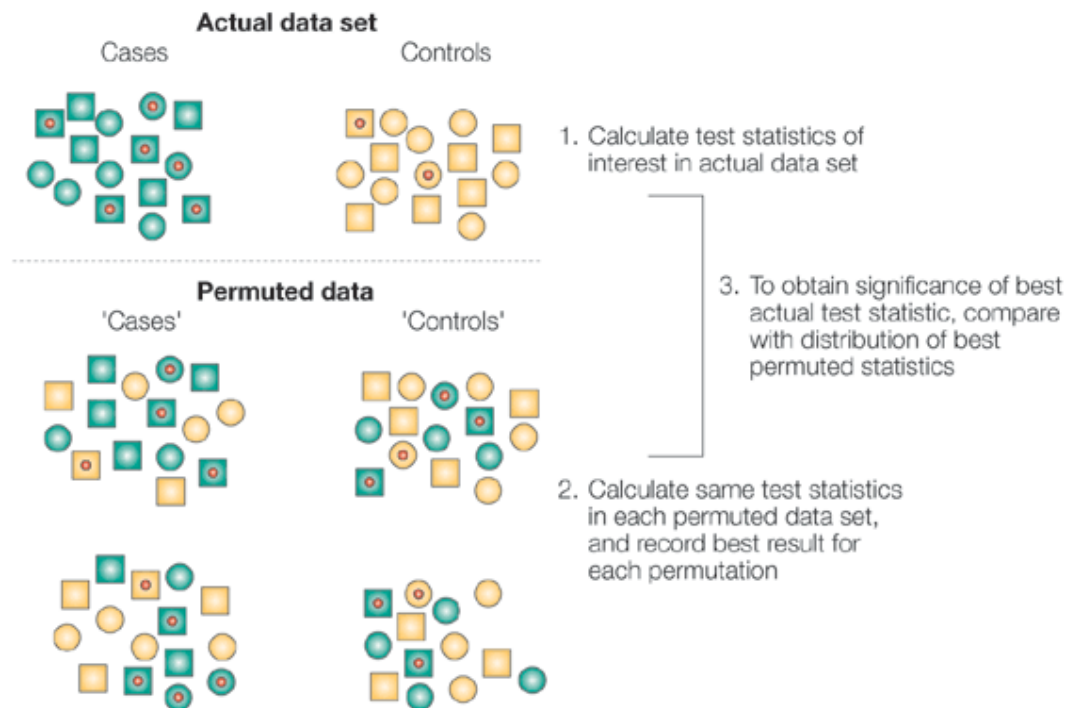 Actual data set
Cases
Controls
1. Calculate test statistics of
interest in actual data set
3. To obtain significance of best
actual test statistic, compare
with distribution of best
permuted statistics
Permuted data
'Cases'
'Controls'
2. Calculate same test statistics
in each permuted data set,
and record best result for
each permutation